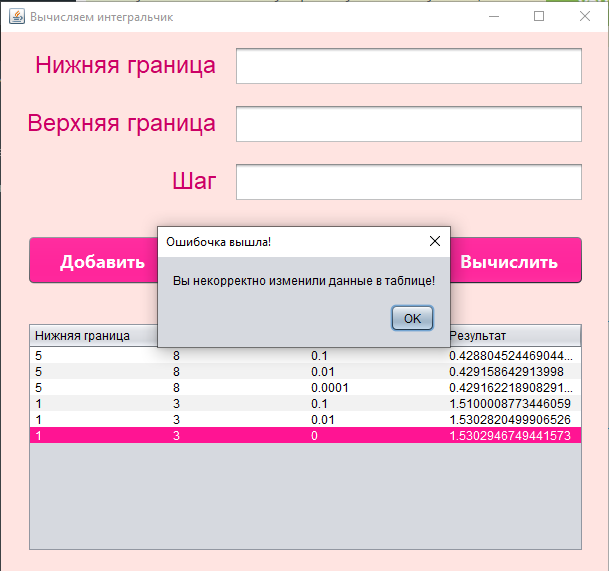 Вычисляем интегральчик
Нижняя граница
Верхняя граница
Шаг
Ошибочка вышла!
Добавить
Вычислить
Вы некорректно изменили данные в таблице!
OK
Нижняя граница Результат
5 8 0.1 0.428804524469044...
5 8 0.01 0.429158642913998
5 8 0.0001 0.429162218908291...
1 3 0.1 1.5100008773446059
1 3 0.01 1.5302820499906526
1 3 0 1.5302946749441573